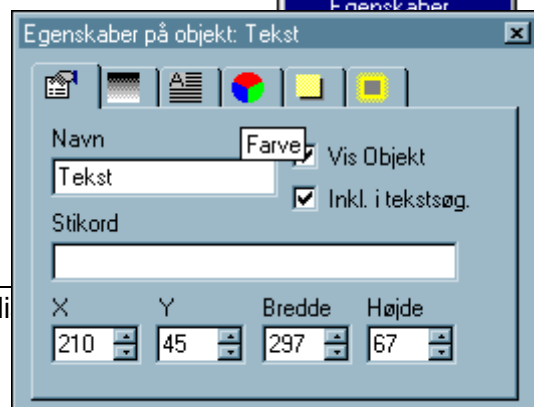 Egenskaber
Egenskaber på objekt: Tekst
Navn
Farve
Vis Objekt
Tekst
Inkl. i tekstsøg.
Stikord
X Y Bredde Højde
210 45 297 67